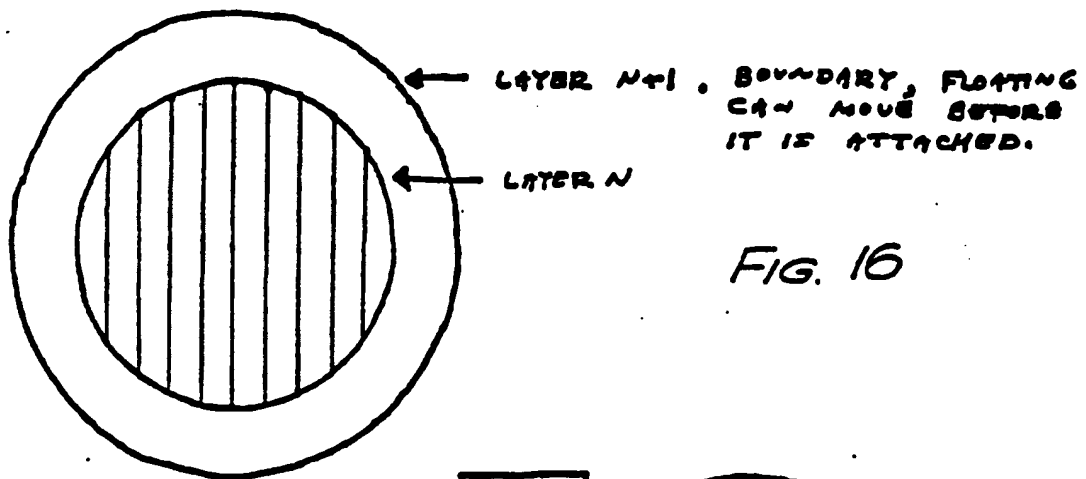 LAYER N+1. BOUNDARY, FLOATING
CAN MOVE BEFORE
IT IS ATTACHED.
LAYER N
FIG. 16